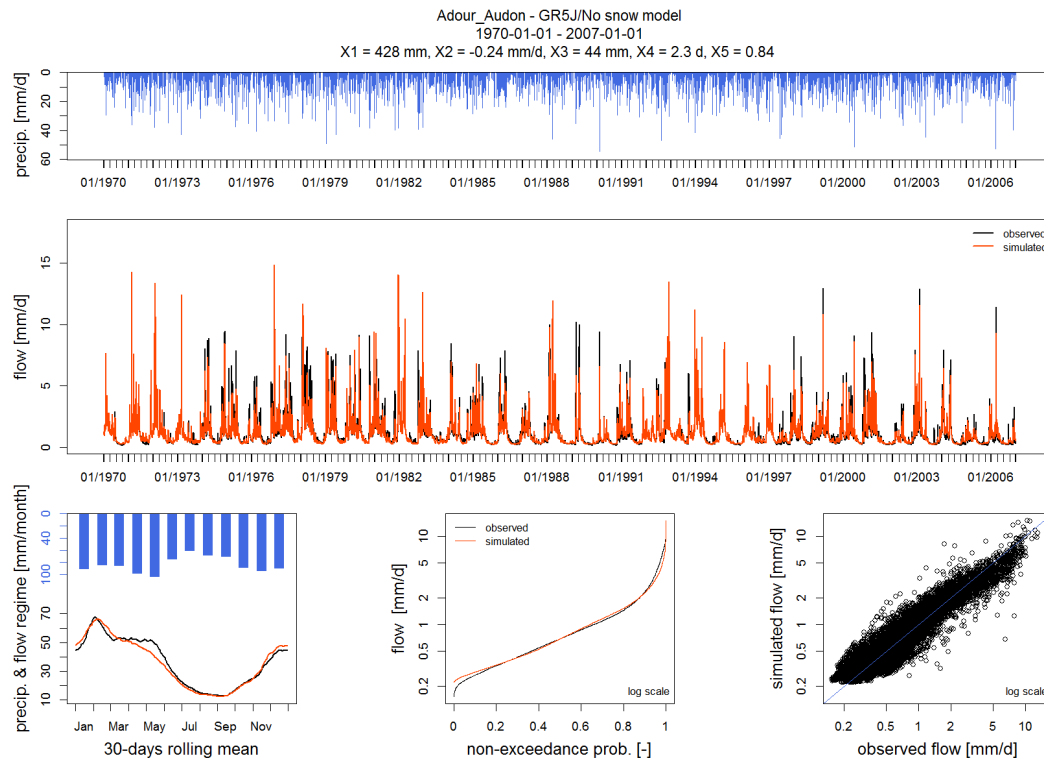 Adour_Audon - GR5J/No snow model
1970-01-01 - 2007-01-01
X1 = 428 mm, X2 = -0.24 mm/d, X3 = 44 mm, X4 = 2.3 d, X5 = 0.84
precip. [mm/d]
0
20
40
60
01/1970 01/1973 01/1976 01/1979 01/1982 01/1985 01/1988 01/1991 01/1994 01/1997 01/2000 01/2003 01/2006
flow [mm/d]
15
10
5
0
observed
simulated
01/1970 01/1973 01/1976 01/1979 01/1982 01/1985 01/1988 01/1991 01/1994 01/1997 01/2000 01/2003 01/2006
precip. & flow regime [mm/month]
0
40
100
70
50
30
10
Jan Mar May Jul Sep Nov
30-days rolling mean
flow [mm/d]
10
5
2
1
0.5
0.2
observed
simulated
log scale
0 0.2 0.4 0.6 0.8 1
non-exceedance prob. [-]
simulated flow [mm/d]
10
5
2
1
0.5
0.2
log scale
0.2 0.5 1 2 5 10
observed flow [mm/d]